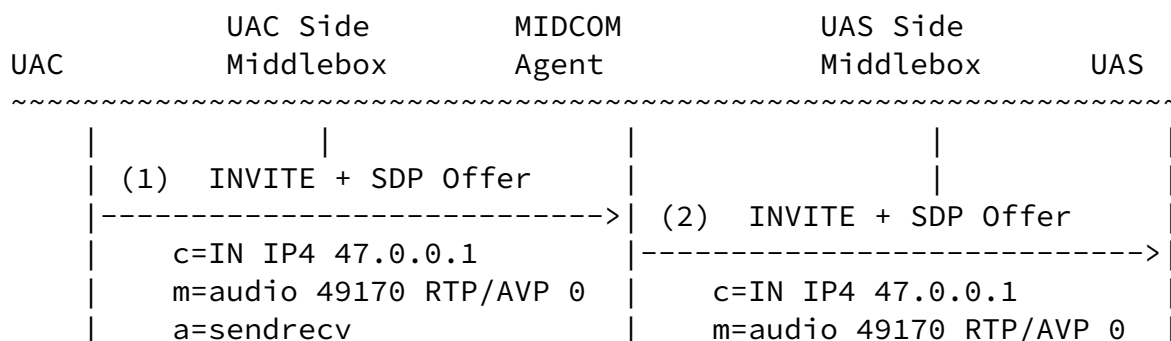 UAC Side MIDCOM UAS Side
UAC Middlebox Agent Middlebox UAS
~~~~~~~~~~~~~~~~~~~~~~~~~~~~~~~~~~~~~~~~~~~~~~~~~~~~~~~~~~~~~~~~~
| | | | |
| (1) INVITE + SDP Offer | | |
|---------------------------->| (2) INVITE + SDP Offer |
| c=IN IP4 47.0.0.1 |---------------------------->|
| m=audio 49170 RTP/AVP 0 | c=IN IP4 47.0.0.1 |
| a=sendrecv | m=audio 49170 RTP/AVP 0 |